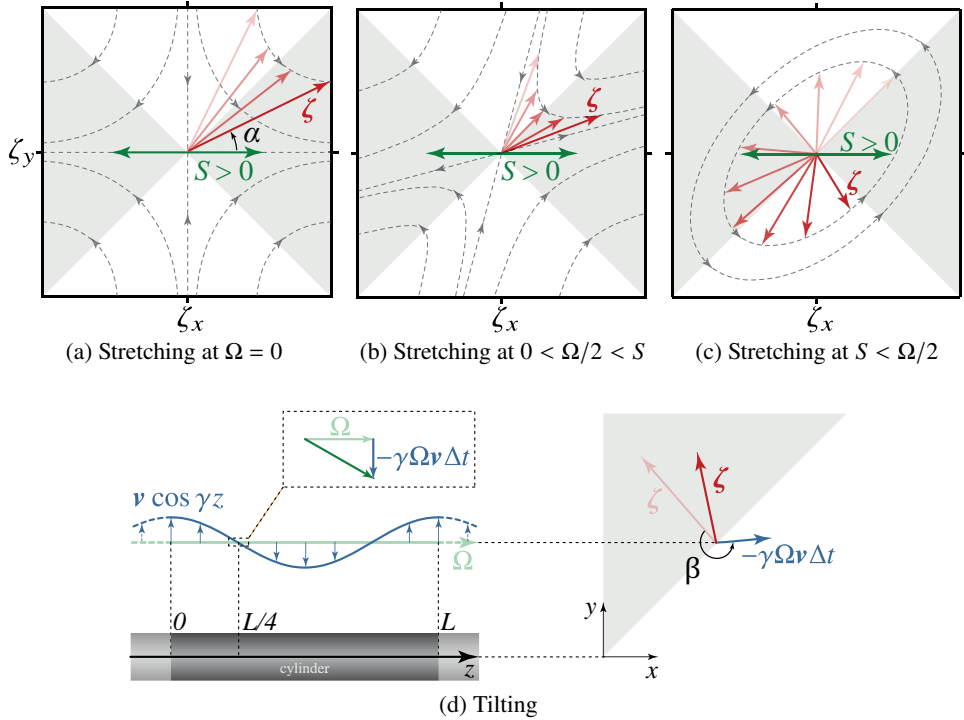 ζy
α
ζ
S > 0
ζx
S > 0
ζ
ζx
S > 0
ζ
ζx
(a) Stretching at Ω = 0
(b) Stretching at 0 < Ω/2 < S
(c) Stretching at S < Ω/2
Ω
−γΩv Δt
v cos γz
Ω
ζ
ζ
β
−γΩv Δt
0
L/4
L
cylinder
z
y
x
(d) Tilting